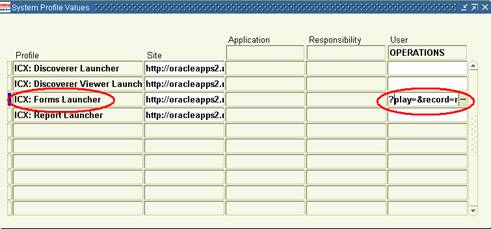 System Profile Values
Application Responsibility User
Profile Site OPERATIONS
ICX: Discoverer Launcher http://oracleapps2.
ICX: Discoverer Viewer Launch http://oracleapps2.
ICX: Forms Launcher http://oracleapps2. ?play=&record=
ICX: Report Launcher http://oracleapps2.